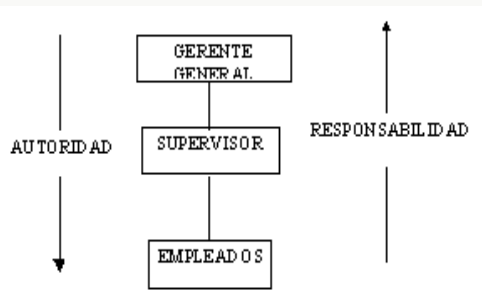 GERENTE
GENERAL
AUTORIDAD
SUPERVISOR
RESPONSABILIDAD
EMPLEADOS